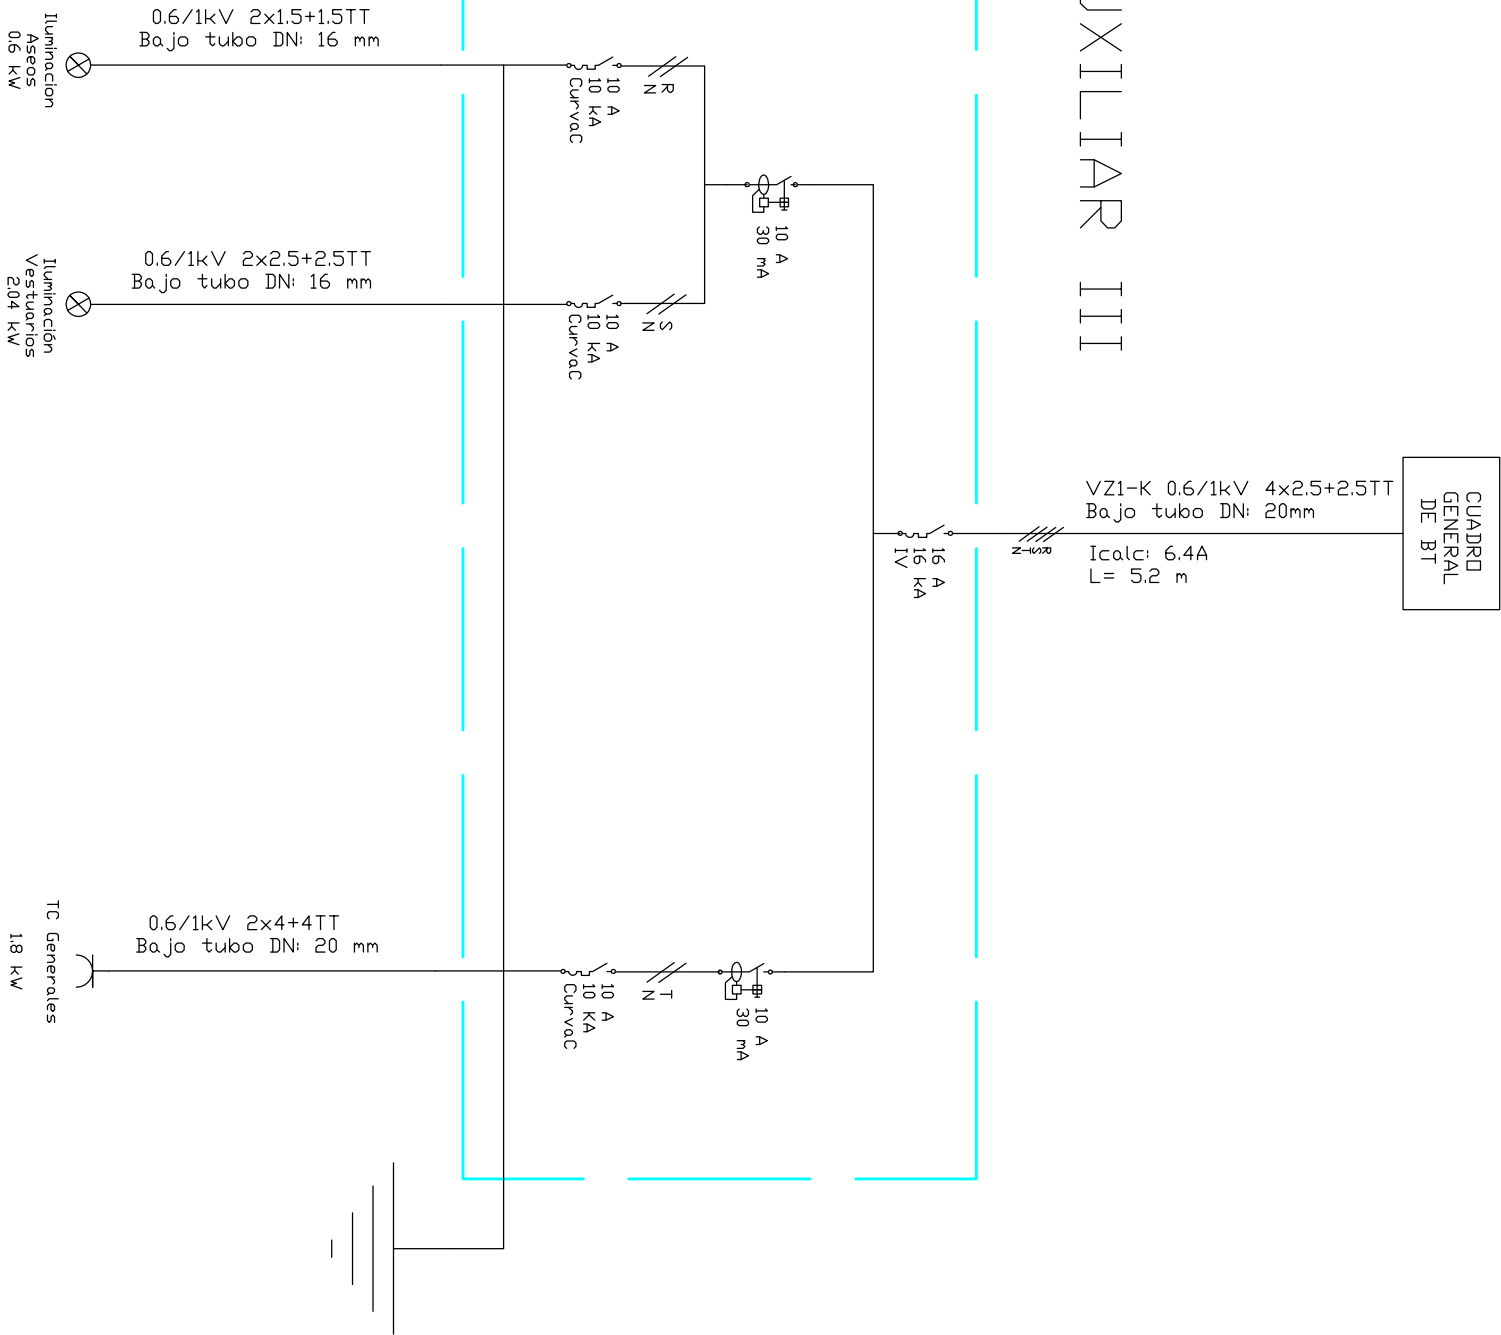 UXILIAR III
CUADRO
GENERAL
DE BT
VZ1-K 0.6/1kV 4x2.5+2.5TT
Bajo tubo DN: 20mm
Icalc: 6.4A
L= 5.2 m
R
S
T
N
16 A
16 kA
IV
10 A
30 mA
R
N
10 A
10 kA
CurvaC
0.6/1kV 2x1.5+1.5TT
Bajo tubo DN: 16 mm
Iluminacion
Aseos
0.6 kW
S
N
10 A
10 kA
CurvaC
0.6/1kV 2x2.5+2.5TT
Bajo tubo DN: 16 mm
Iluminación
Vestuarios
2.04 kW
10 A
30 mA
T
N
10 A
10 KA
CurvaC
0.6/1kV 2x4+4TT
Bajo tubo DN: 20 mm
TC Generales
1.8 kW